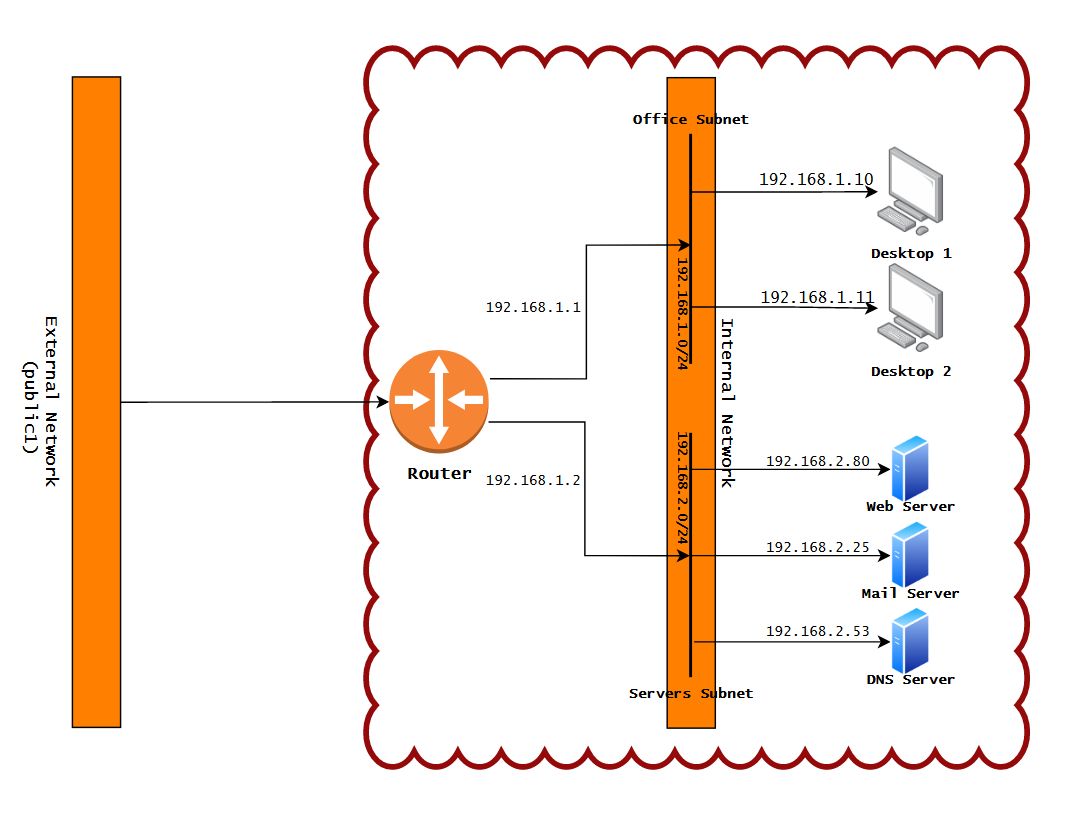 External Network
(public1)
Office Subnet
192.168.1.10
Desktop 1
192.168.1.1
192.168.1.0/24
192.168.1.11
Desktop 2
Internal Network
Router
192.168.1.2
192.168.2.0/24
192.168.2.80
Web Server
192.168.2.25
Mail Server
192.168.2.53
DNS Server
Servers Subnet